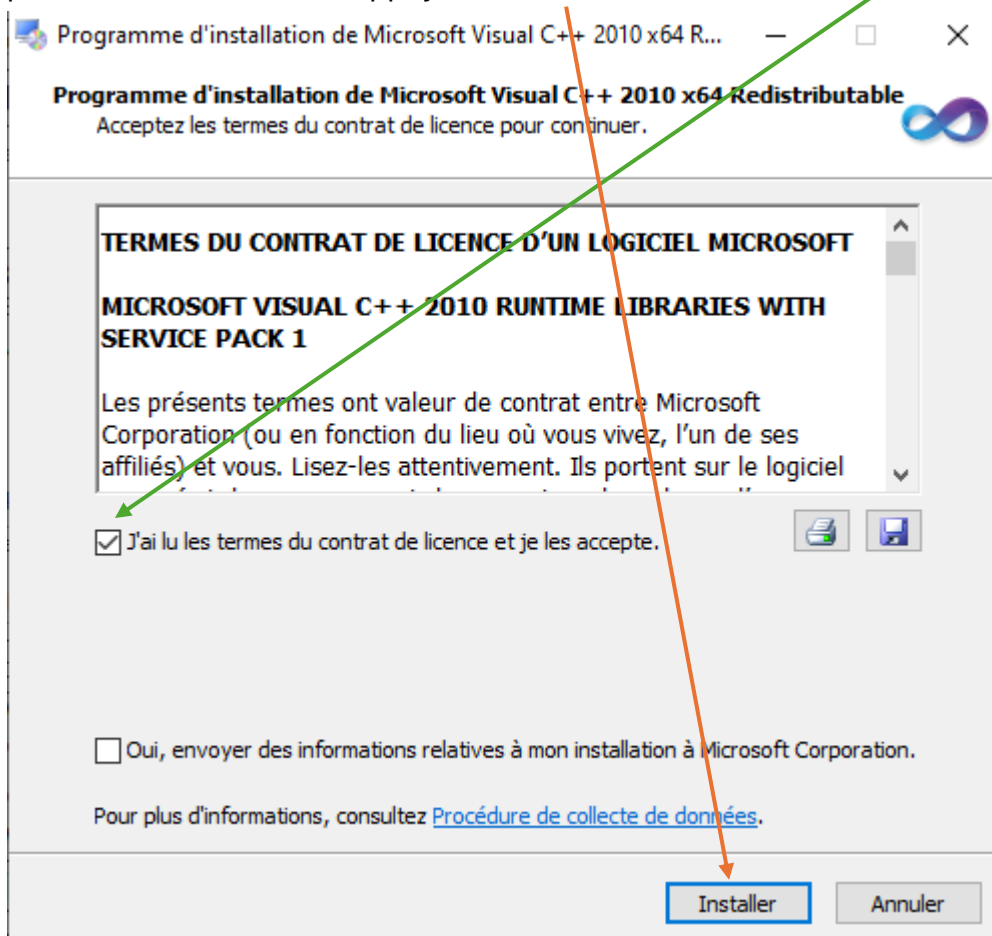 Programme d'installation de Microsoft Visual C++ 2010 x64 R...
Programme d'installation de Microsoft Visual C++ 2010 x64 Redistributable
Acceptez les termes du contrat de licence pour continuer.
TERMES DU CONTRAT DE LICENCE D’UN LOGICIEL MICROSOFT
MICROSOFT VISUAL C++ 2010 RUNTIME LIBRARIES WITH
SERVICE PACK 1
Les présents termes ont valeur de contrat entre Microsoft
Corporation (ou en fonction du lieu où vous vivez, l’un de ses
affiliés) et vous. Lisez-les attentivement. Ils portent sur le logiciel
J'ai lu les termes du contrat de licence et je les accepte.
Oui, envoyer des informations relatives à mon installation à Microsoft Corporation.
Pour plus d'informations, consultez Procédure de collecte de données.
Installer
Annuler